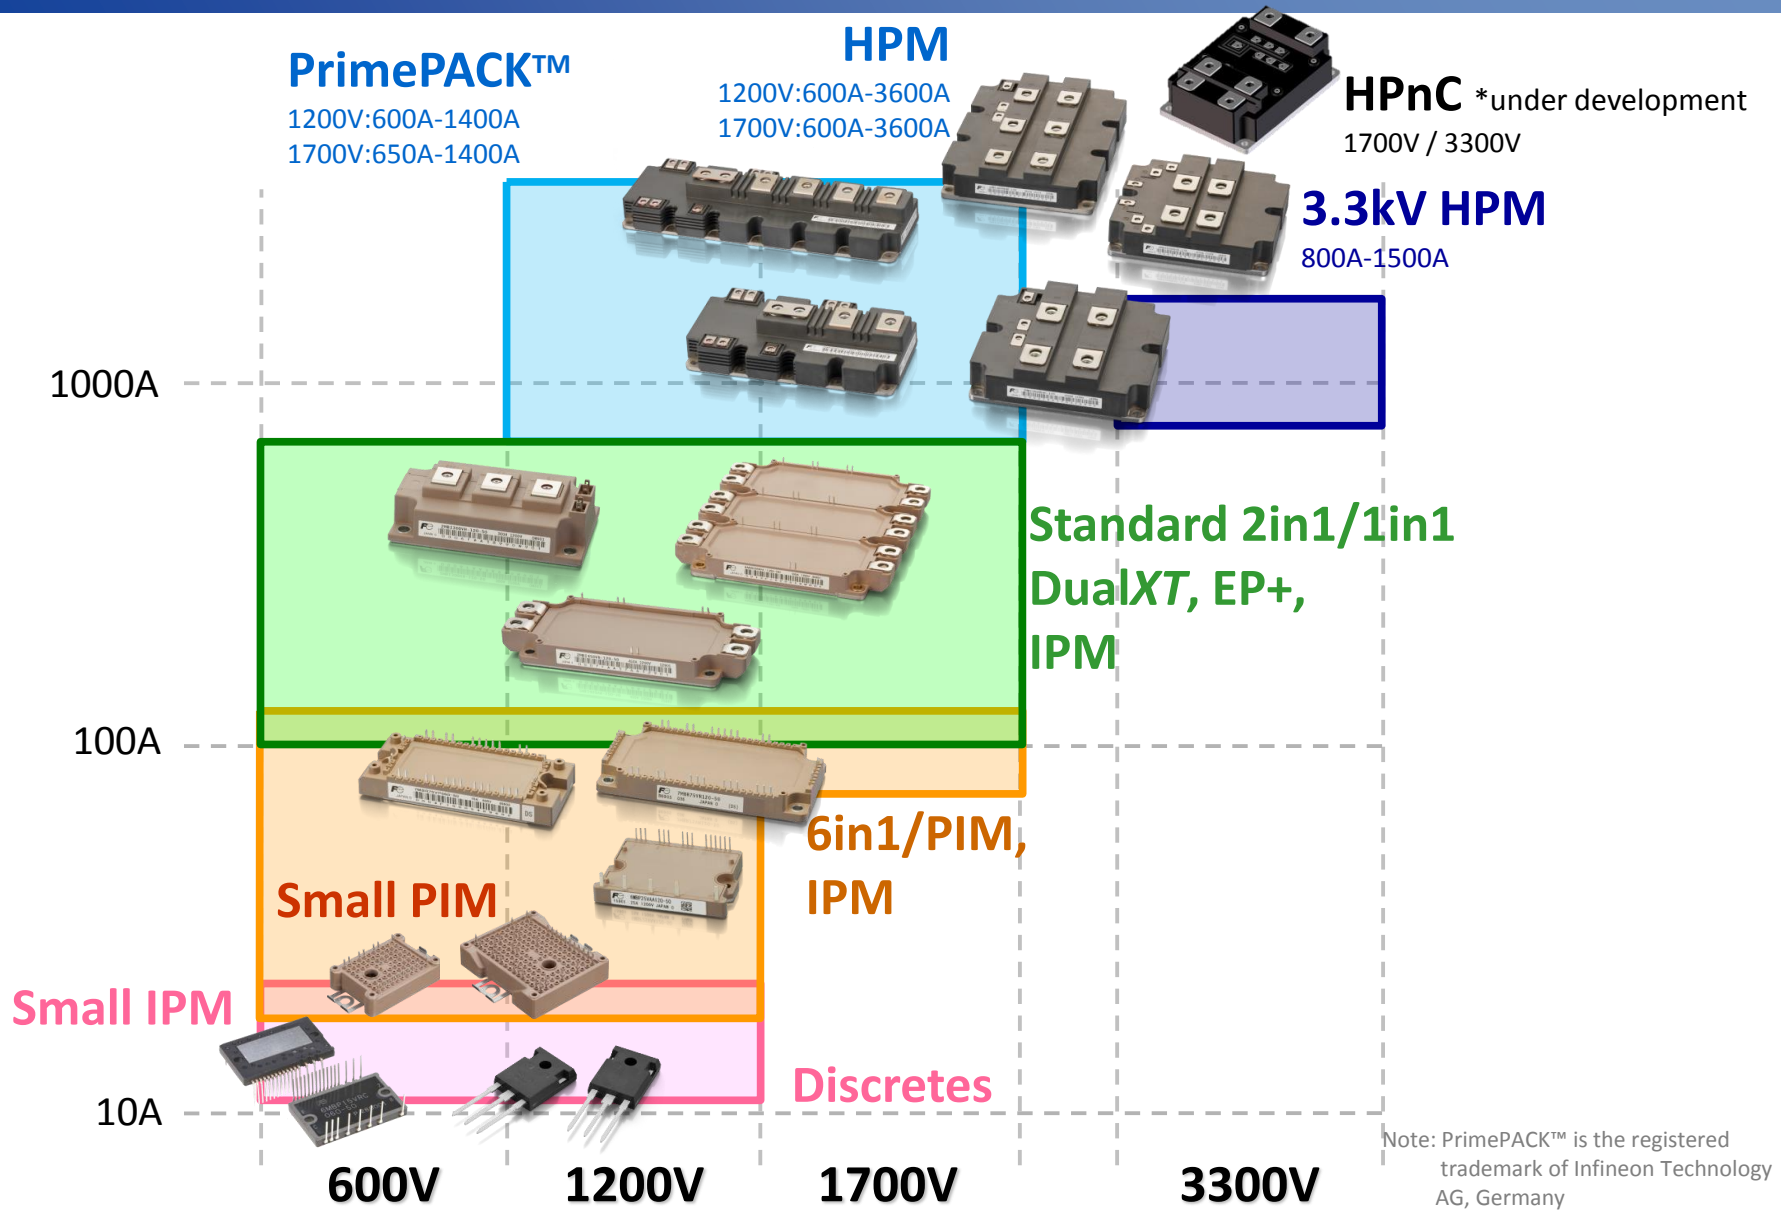 PrimePACK™
1200V:600A-1400A
1700V:650A-1400A
HPM
1200V:600A-3600A
1700V:600A-3600A
HPnC *under development
1700V / 3300V
3.3kV HPM
800A-1500A
1000A
Standard 2in1/1in1
DualXT, EP+,
IPM
100A
6in1/PIM,
IPM
Small PIM
Small IPM
Discretes
10A
600V
1200V
1700V
3300V
Note: PrimePACK™ is the registered
trademark of Infineon Technology
AG, Germany